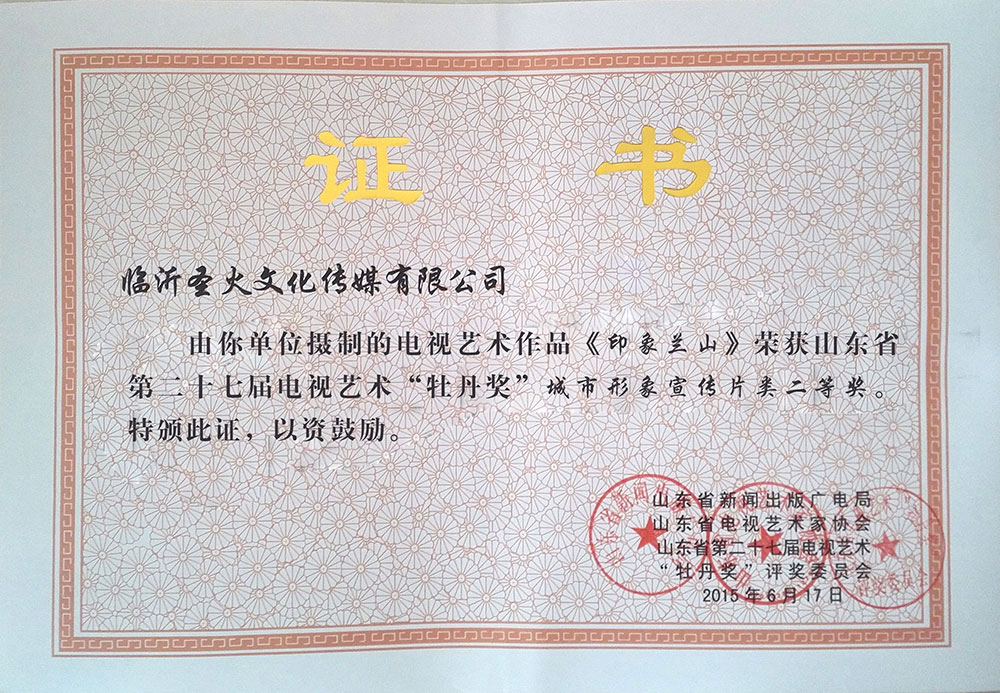 证 书
临沂圣火文化传媒有限公司
由你单位摄制的电视艺术作品《印象兰山》荣获山东省
第二十七届电视艺术“牡丹奖”城市形象宣传片类二等奖。
特颁此证，以资鼓励。
山东省新闻出版广电局
山东省电视艺术家协会
山东省第二十七届电视艺术
“牡丹奖”评奖委员会
2015年6月17日